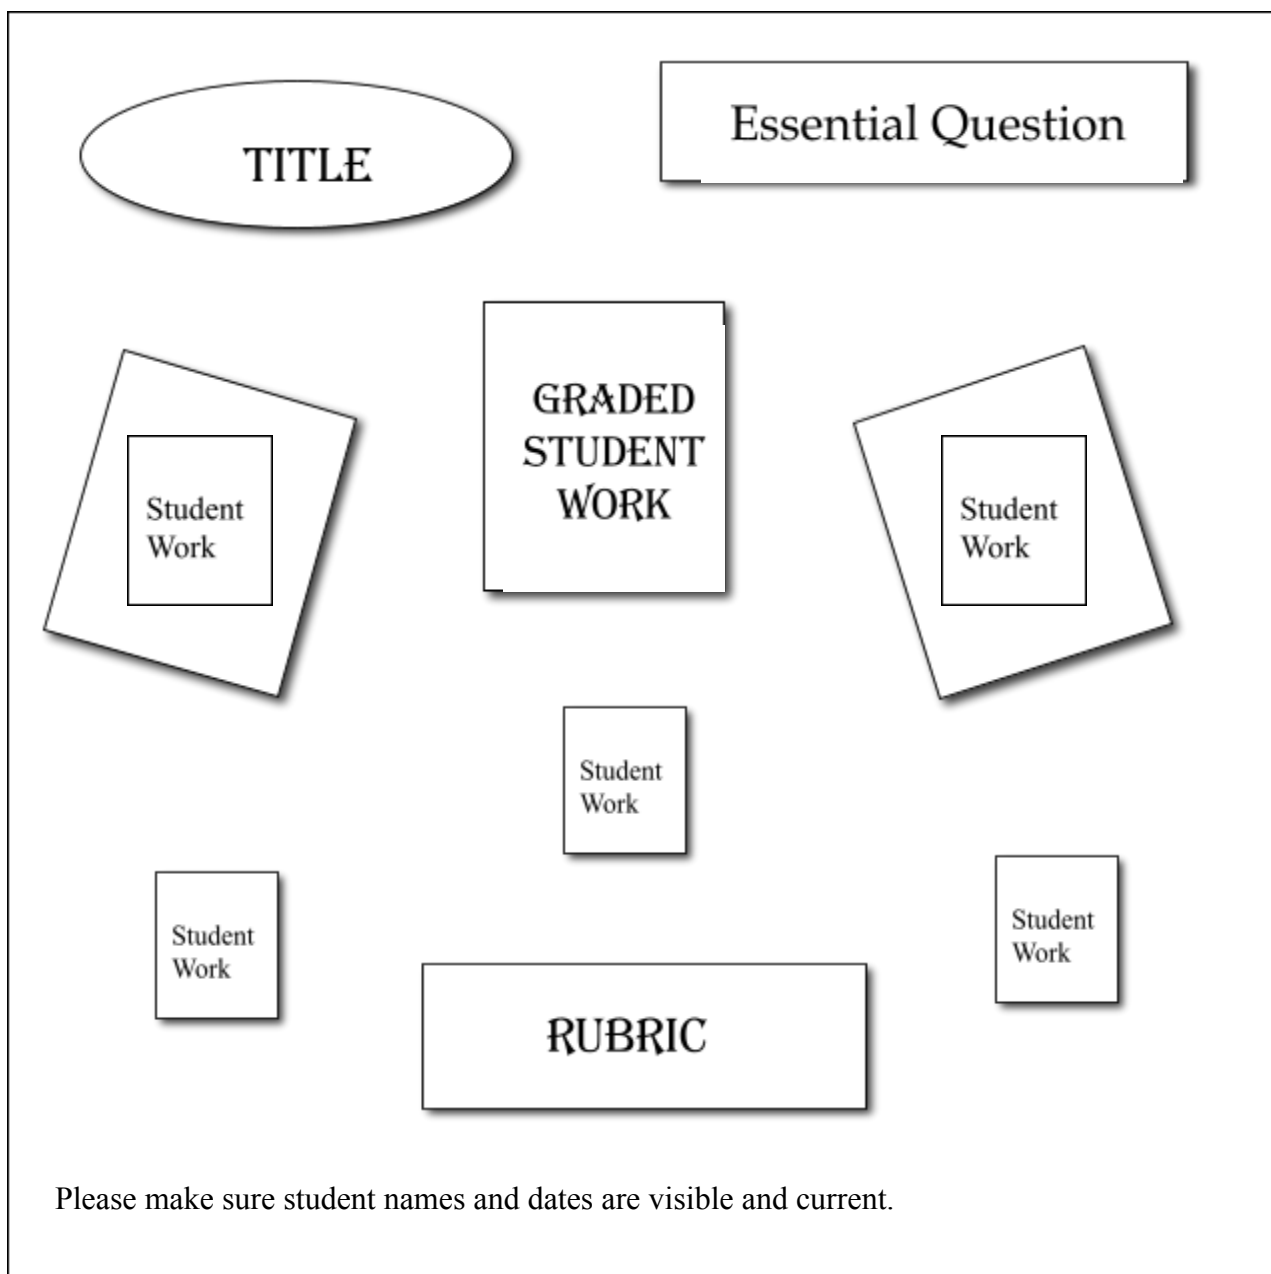 TITLE
Essential Question
GRADED
STUDENT
WORK
Student
Work
Student
Work
Student
Work
Student
Work
Student
Work
RUBRIC
Please make sure student names and dates are visible and current.